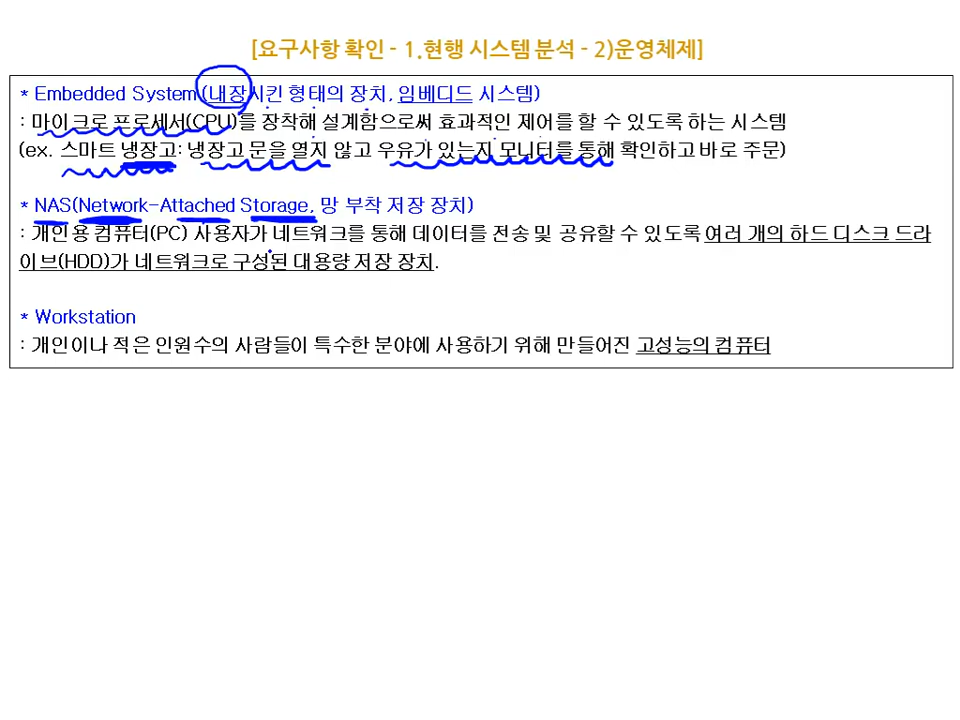 [요구사항 확인 - 1.현행 시스템 분석 - 2)운영체제]
* Embedded System (내장시킨 형태의 장치, 임베디드 시스템)
: 마이크로 프로세서(CPU)를 장착해 설계함으로써 효과적인 제어를 할 수 있도록 하는 시스템
(ex. 스마트 냉장고: 냉장고 문을 열지 않고 우유가 있는지 모니터를 통해 확인하고 바로 주문)
* NAS(Network-Attached Storage, 망 부착 저장 장치)
: 개인용 컴퓨터(PC) 사용자가 네트워크를 통해 데이터를 전송 및 공유할 수 있도록 여러 개의 하드 디스크 드라
이브(HDD)가 네트워크로 구성된 대용량 저장 장치.
* Workstation
: 개인이나 적은 인원수의 사람들이 특수한 분야에 사용하기 위해 만들어진 고성능의 컴퓨터